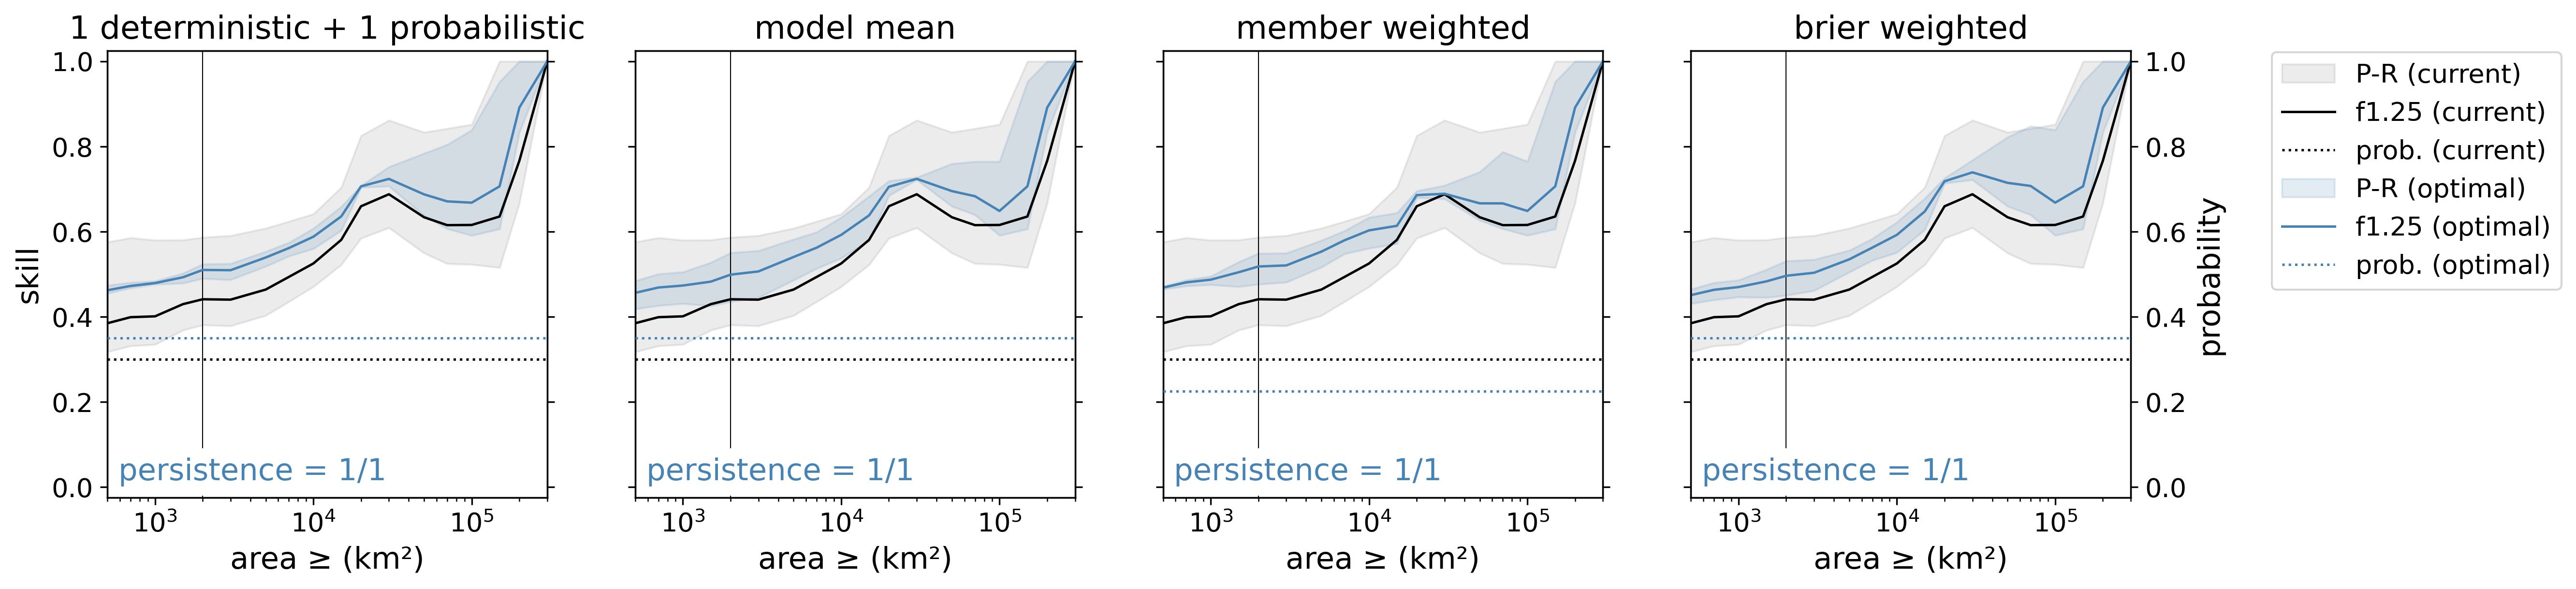 1 deterministic + 1 probabilistic
model mean
member weighted
brier weighted
skill
1.0
0.8
0.6
0.4
0.2
0.0
persistence = 1/1
persistence = 1/1
persistence = 1/1
persistence = 1/1
10³ 10⁴ 10⁵
10³ 10⁴ 10⁵
10³ 10⁴ 10⁵
10³ 10⁴ 10⁵
area ≥ (km²)
area ≥ (km²)
area ≥ (km²)
area ≥ (km²)
1.0
0.8
0.6
0.4
0.2
0.0
probability
P-R (current)
f1.25 (current)
prob. (current)
P-R (optimal)
f1.25 (optimal)
prob. (optimal)